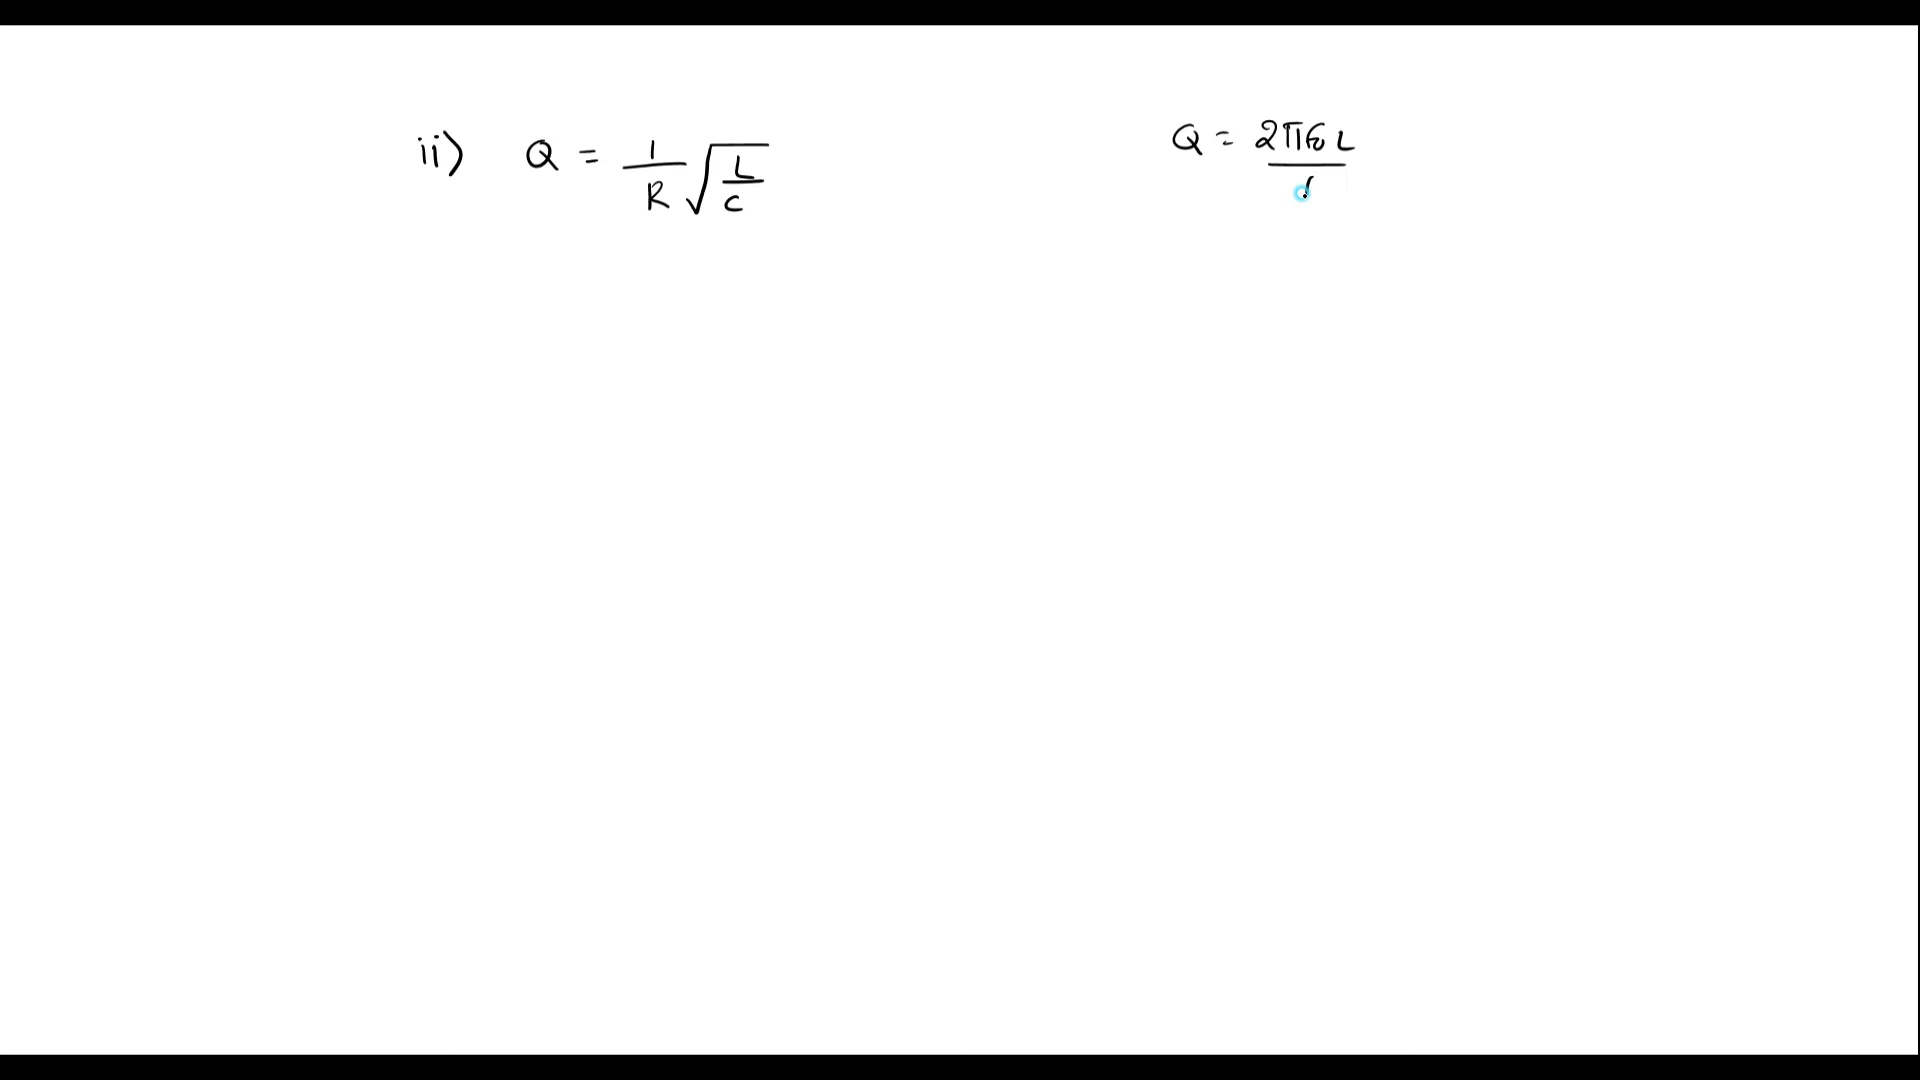 ii) Q = 1/R √(L/C)
Q = 2πf₀L /